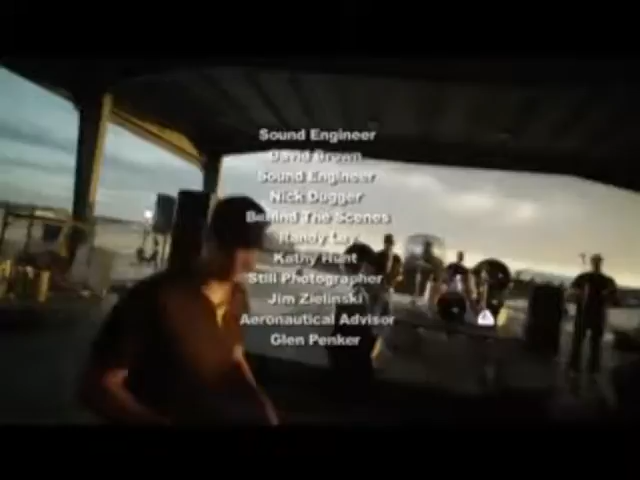 Sound Engineer
David Brown
Sound Engineer
Nick Dugger
Behind The Scenes
Randy
Kathy Hunt
Still Photographer
Jim Zielinski
Aeronautical Advisor
Glen Penker